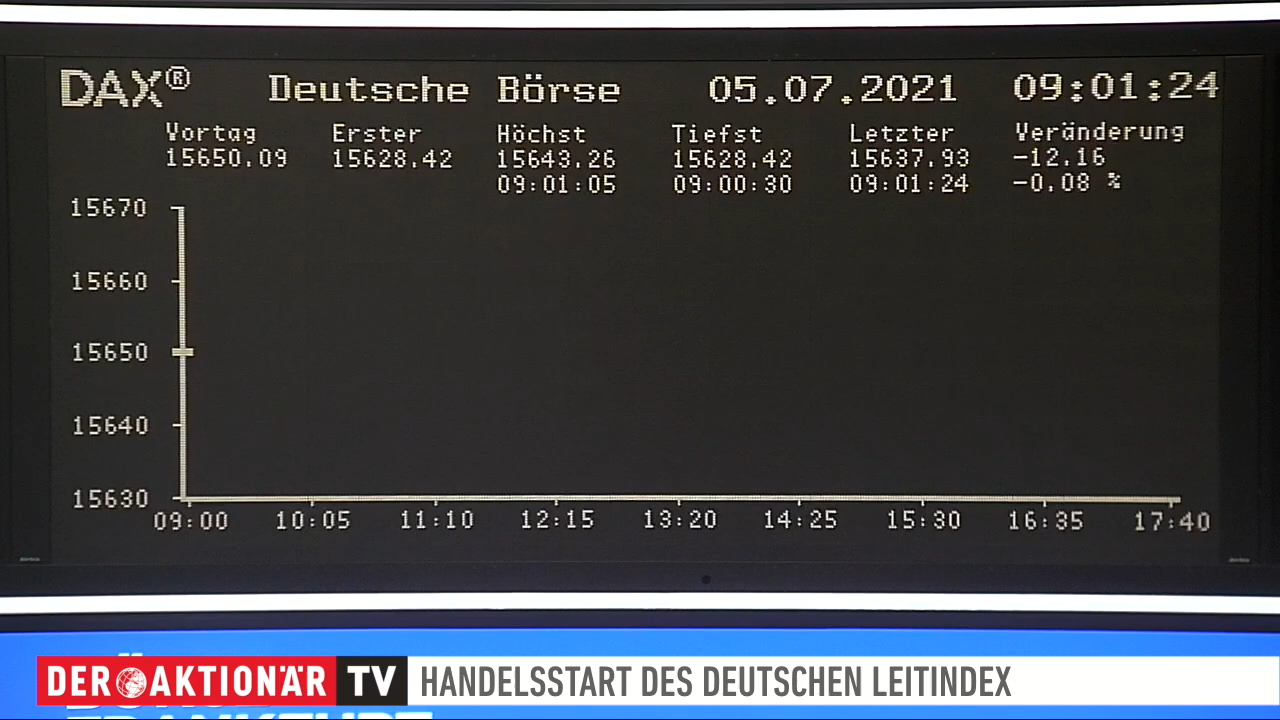 DAX® Deutsche Börse 05.07.2021 09:01:24
Vortag Erster Höchst Tiefst Letzter Veränderung
15650.09 15628.42 15643.26 15628.42 15637.93 -12.16
09:01:05 09:00:30 09:01:24 -0.08 %
15670
15660
15650
15640
15630
09:00 10:05 11:10 12:15 13:20 14:25 15:30 16:35 17:40
DER AKTIONÄR TV HANDELSSTART DES DEUTSCHEN LEITINDEX